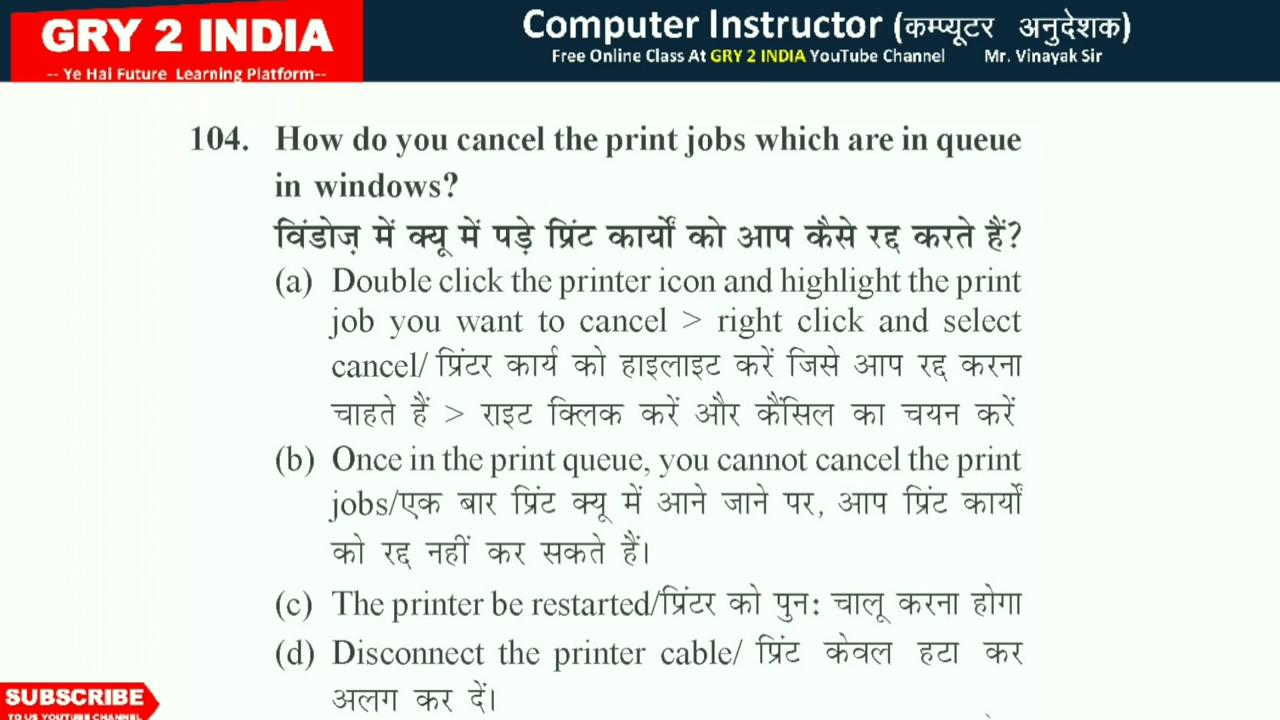 GRY 2 INDIA
-- Ye Hai Future Learning Platform--
Computer Instructor (कम्प्यूटर अनुदेशक)
Free Online Class At GRY 2 INDIA YouTube Channel Mr. Vinayak Sir
104. How do you cancel the print jobs which are in queue
in windows?
विंडोज़ में क्यू में पड़े प्रिंट कार्यों को आप कैसे रद्द करते हैं?
(a) Double click the printer icon and highlight the print
job you want to cancel > right click and select
cancel/ प्रिंटर कार्य को हाइलाइट करें जिसे आप रद्द करना
चाहते हैं > राइट क्लिक करें और कैंसिल का चयन करें
(b) Once in the print queue, you cannot cancel the print
jobs/एक बार प्रिंट क्यू में आने जाने पर, आप प्रिंट कार्यों
को रद्द नहीं कर सकते हैं।
(c) The printer be restarted/प्रिंटर को पुनः चालू करना होगा
(d) Disconnect the printer cable/ प्रिंट केवल हटा कर
अलग कर दें।
SUBSCRIBE
TO US YOUTUBE CHANNEL